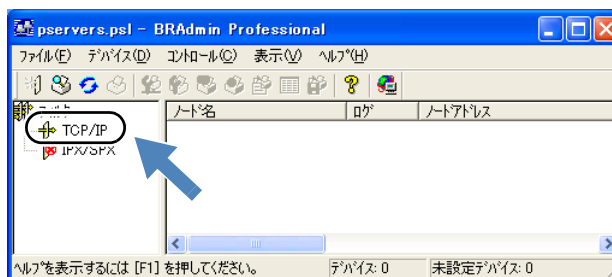 pservers.psl - BRAdmin Professional
ファイル(F) デバイス(D) コントロール(C) 表示(V) ヘルプ(H)
ノード名 ログ ノードアドレス
TCP/IP
IPX/SPX
ヘルプを表示するには [F1] を押してください。 デバイス: 0 未設定デバイス: 0